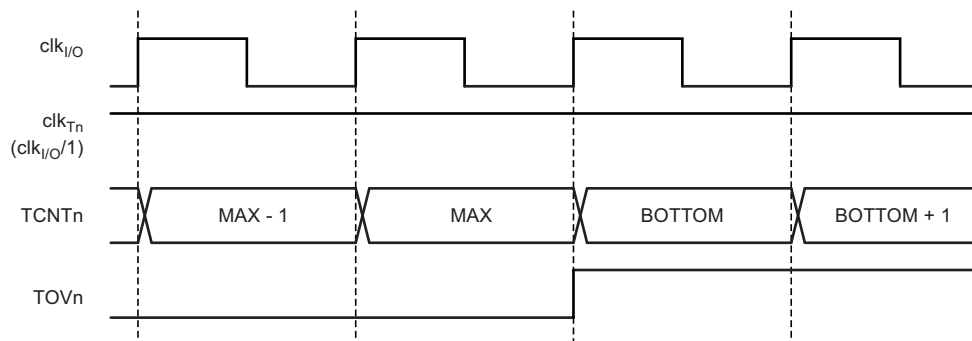 clkI/O
clkTn
(clkI/O/1)
TCNTn MAX - 1 MAX BOTTOM BOTTOM + 1
TOVn